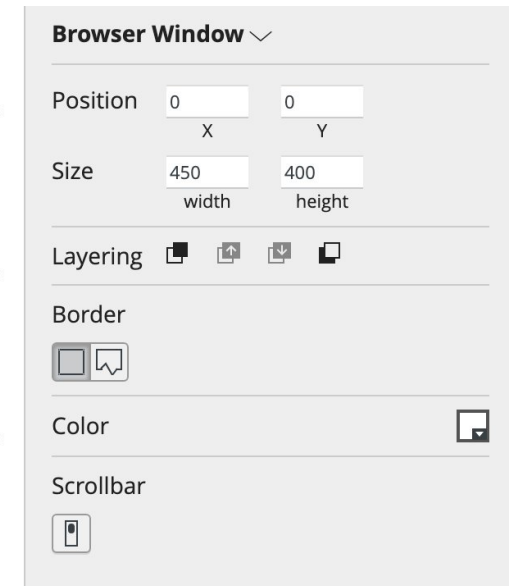 Browser Window
Position 0 0
X Y
Size 450 400
width height
Layering
Border
Color
Scrollbar